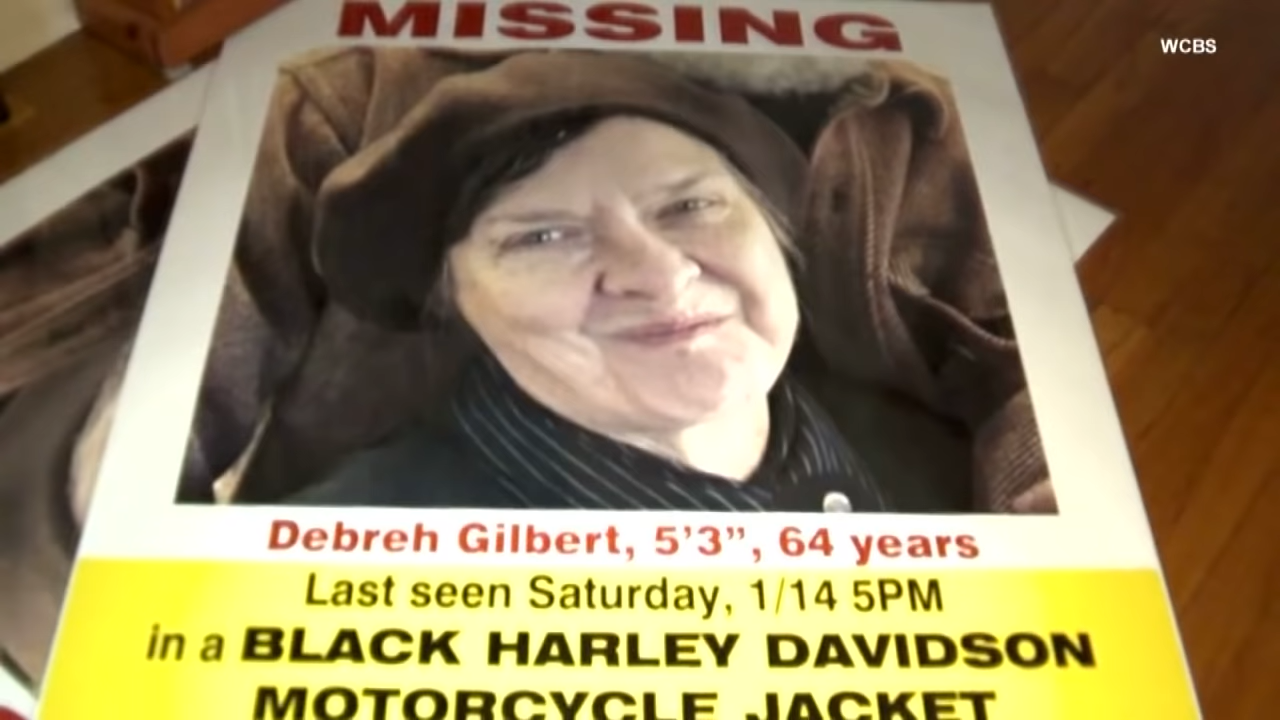 MISSING
WCBS
Debreh Gilbert, 5'3", 64 years
Last seen Saturday, 1/14 5PM
in a BLACK HARLEY DAVIDSON
MOTORCYCLE JACKET